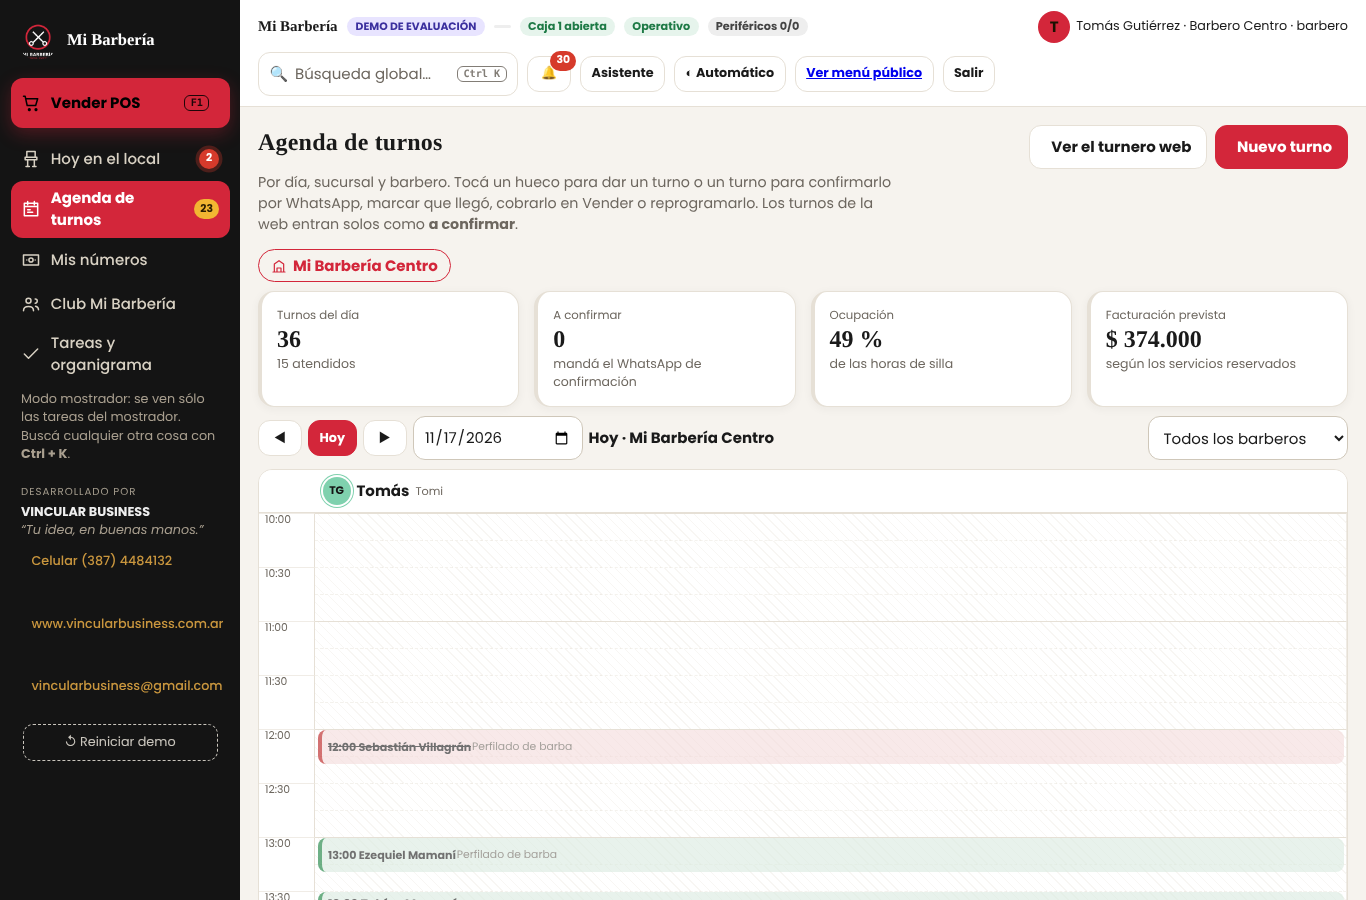 Mi Barbería
MI BARBERÍA
Vender POS F1
Hoy en el local 2
Agenda de
turnos 23
Mis números
Club Mi Barbería
Tareas y
organigrama
Modo mostrador: se ven sólo
las tareas del mostrador.
Buscá cualquier otra cosa con
Ctrl + K.
DESARROLLADO POR
VINCULAR BUSINESS
“Tu idea, en buenas manos.”
Celular (387) 4484132
www.vincularbusiness.com.ar
vincularbusiness@gmail.com
↺ Reiniciar demo
Mi Barbería DEMO DE EVALUACIÓN Caja 1 abierta Operativo Periféricos 0/0
T Tomás Gutiérrez · Barbero Centro · barbero
Búsqueda global... Ctrl K 30 Asistente Automático Ver menú público Salir
Agenda de turnos
Ver el turnero web Nuevo turno
Por día, sucursal y barbero. Tocá un hueco para dar un turno o un turno para confirmarlo
por WhatsApp, marcar que llegó, cobrarlo en Vender o reprogramarlo. Los turnos de la
web entran solos como a confirmar.
Mi Barbería Centro
Turnos del día
36
15 atendidos
A confirmar
0
mandá el WhatsApp de
confirmación
Ocupación
49 %
de las horas de silla
Facturación prevista
$ 374.000
según los servicios reservados
◀ Hoy ▶ 11/17/2026 Hoy · Mi Barbería Centro Todos los barberos
TG Tomás Tomi
10:00
10:30
11:00
11:30
12:00
12:00 Sebastián Villagrán Perfilado de barba
12:30
13:00
13:00 Ezequiel Mamaní Perfilado de barba
13:30